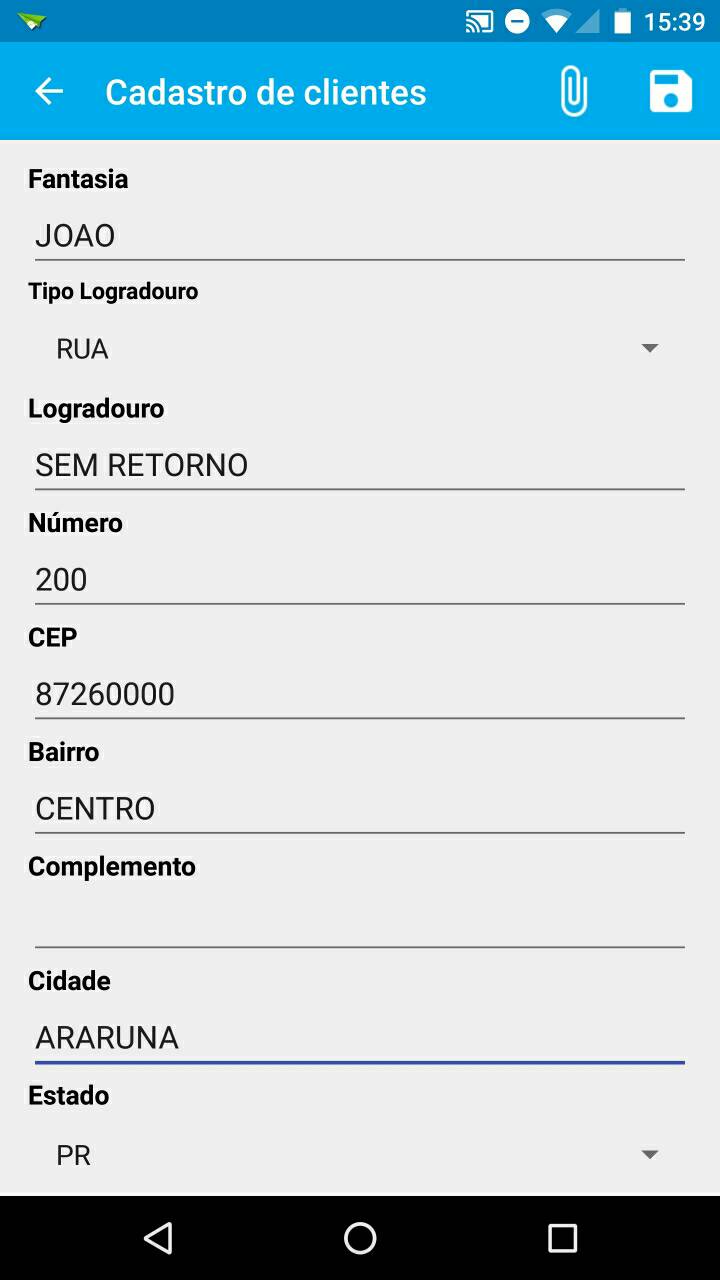 15:39
Cadastro de clientes
Fantasia
JOAO
Tipo Logradouro
RUA
Logradouro
SEM RETORNO
Número
200
CEP
87260000
Bairro
CENTRO
Complemento
Cidade
ARARUNA
Estado
PR